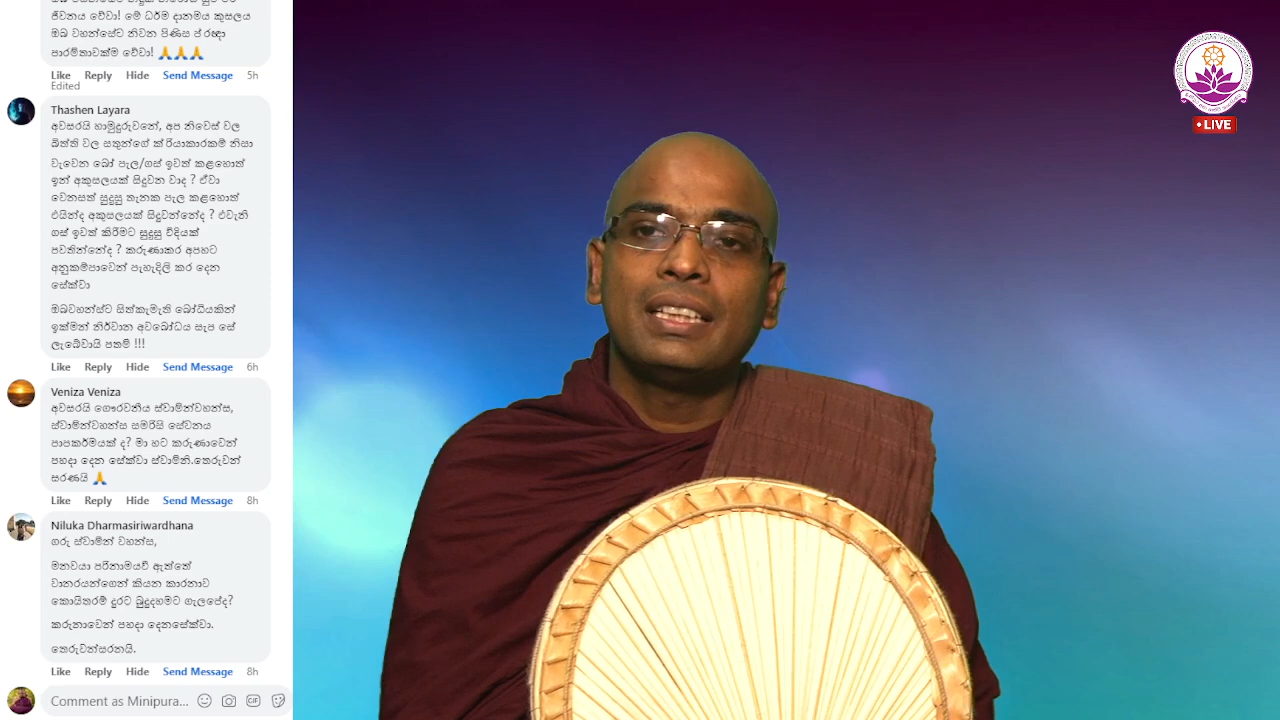 ජීවනය වේවා! මේ ධර්ම දානමය කුසලය
ඔබ වහන්සේට නිවන පිණිස ප්‍රඥා
පාරමිතාවක්ම වේවා! 🙏🙏🙏
Like Reply Hide Send Message 5h
Edited
Thashen Layara
අවසරයි හාමුදුරුවනේ, අප නිවෙස් වල
බිත්ති වල සතුන්ගේ ක්‍රියාකාරකම් නිසා
වැවෙන බෝ පැල/ගස් ඉවත් කළහොත්
ඉන් අකුසලයක් සිදුවන වාද ? ඒවා
වෙනසත් සුදුසු තැනක පැල කළහොත්
එයින්ද අකුසලයක් සිදුවන්නේද ? එවැනි
ගස් ඉවත් කිරීමට සුදුසු විදියක්
පවතින්නේද ? කරුණාකර අපහට
අනුකම්පාවෙන් පැහැදිලි කර දෙන
සේක්වා
ඔබවහන්ස්ට සිත්කැමැති බෝධියකින්
ඉක්මන් නිර්වාන අවබෝධය සැප සේ
ලැබේවායි පතමි !!!
Like Reply Hide Send Message 6h
Veniza Veniza
අවසරයි ගෞරවනීය ස්වාමින්වහන්ස,
ස්වාමින්වහන්ස සමරිසි සේවනය
පාපකර්මයක් ද? මා හට කරුණාවෙන්
පහදා දෙන සේක්වා ස්වාමිනි.තෙරුවන්
සරණයි 🙏
Like Reply Hide Send Message 8h
Niluka Dharmasiriwardhana
ගරු ස්වාමින් වහන්ස,
මනවයා පරිනාමයවී ඇත්තේ
වානරයන්ගෙන් කියන කාරනාව
කොයිතරම් දුරට බුදුදහමට ගැලපේද?
කරුනාවෙන් පහදා දෙනසේක්වා.
තෙරුවන්සරනයි.
Like Reply Hide Send Message 8h
Comment as Minipura...
GIF
• LIVE